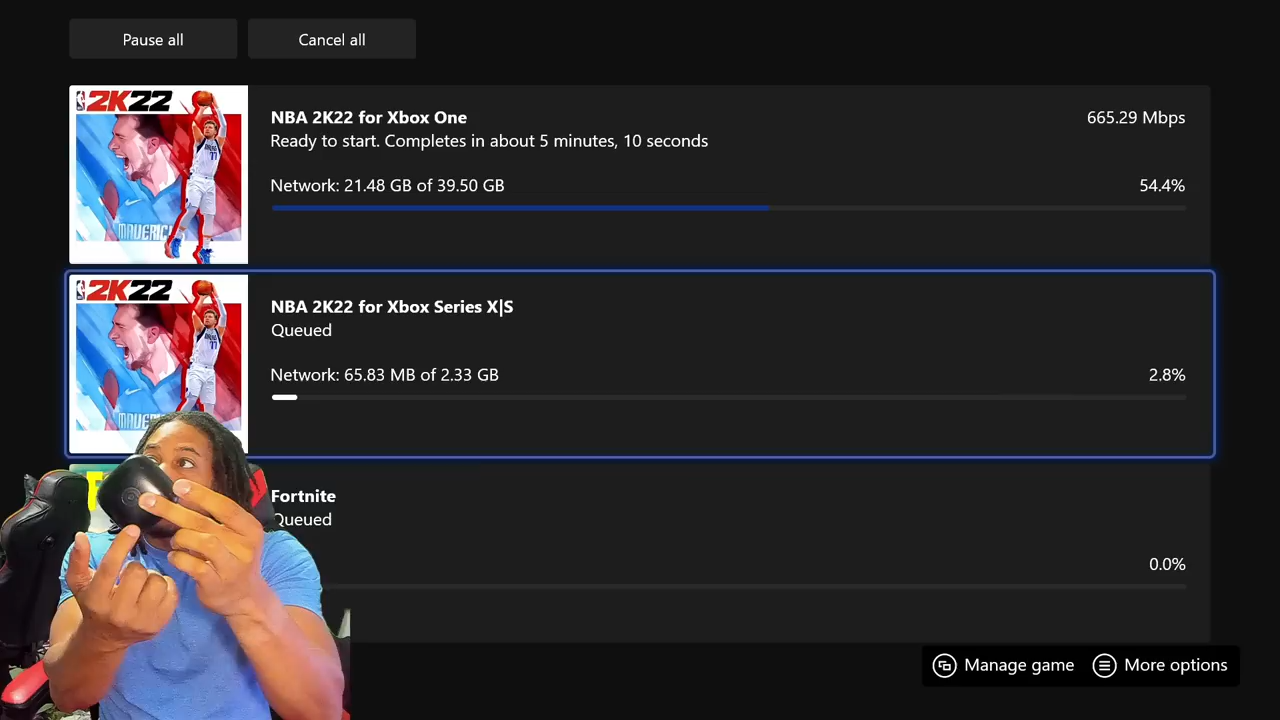 Pause all
Cancel all
2K22
NBA 2K22 for Xbox One
665.29 Mbps
Ready to start. Completes in about 5 minutes, 10 seconds
Network: 21.48 GB of 39.50 GB
54.4%
77
2K22
NBA 2K22 for Xbox Series X|S
Queued
Network: 65.83 MB of 2.33 GB
2.8%
77
Fortnite
Queued
0.0%
Manage game
More options